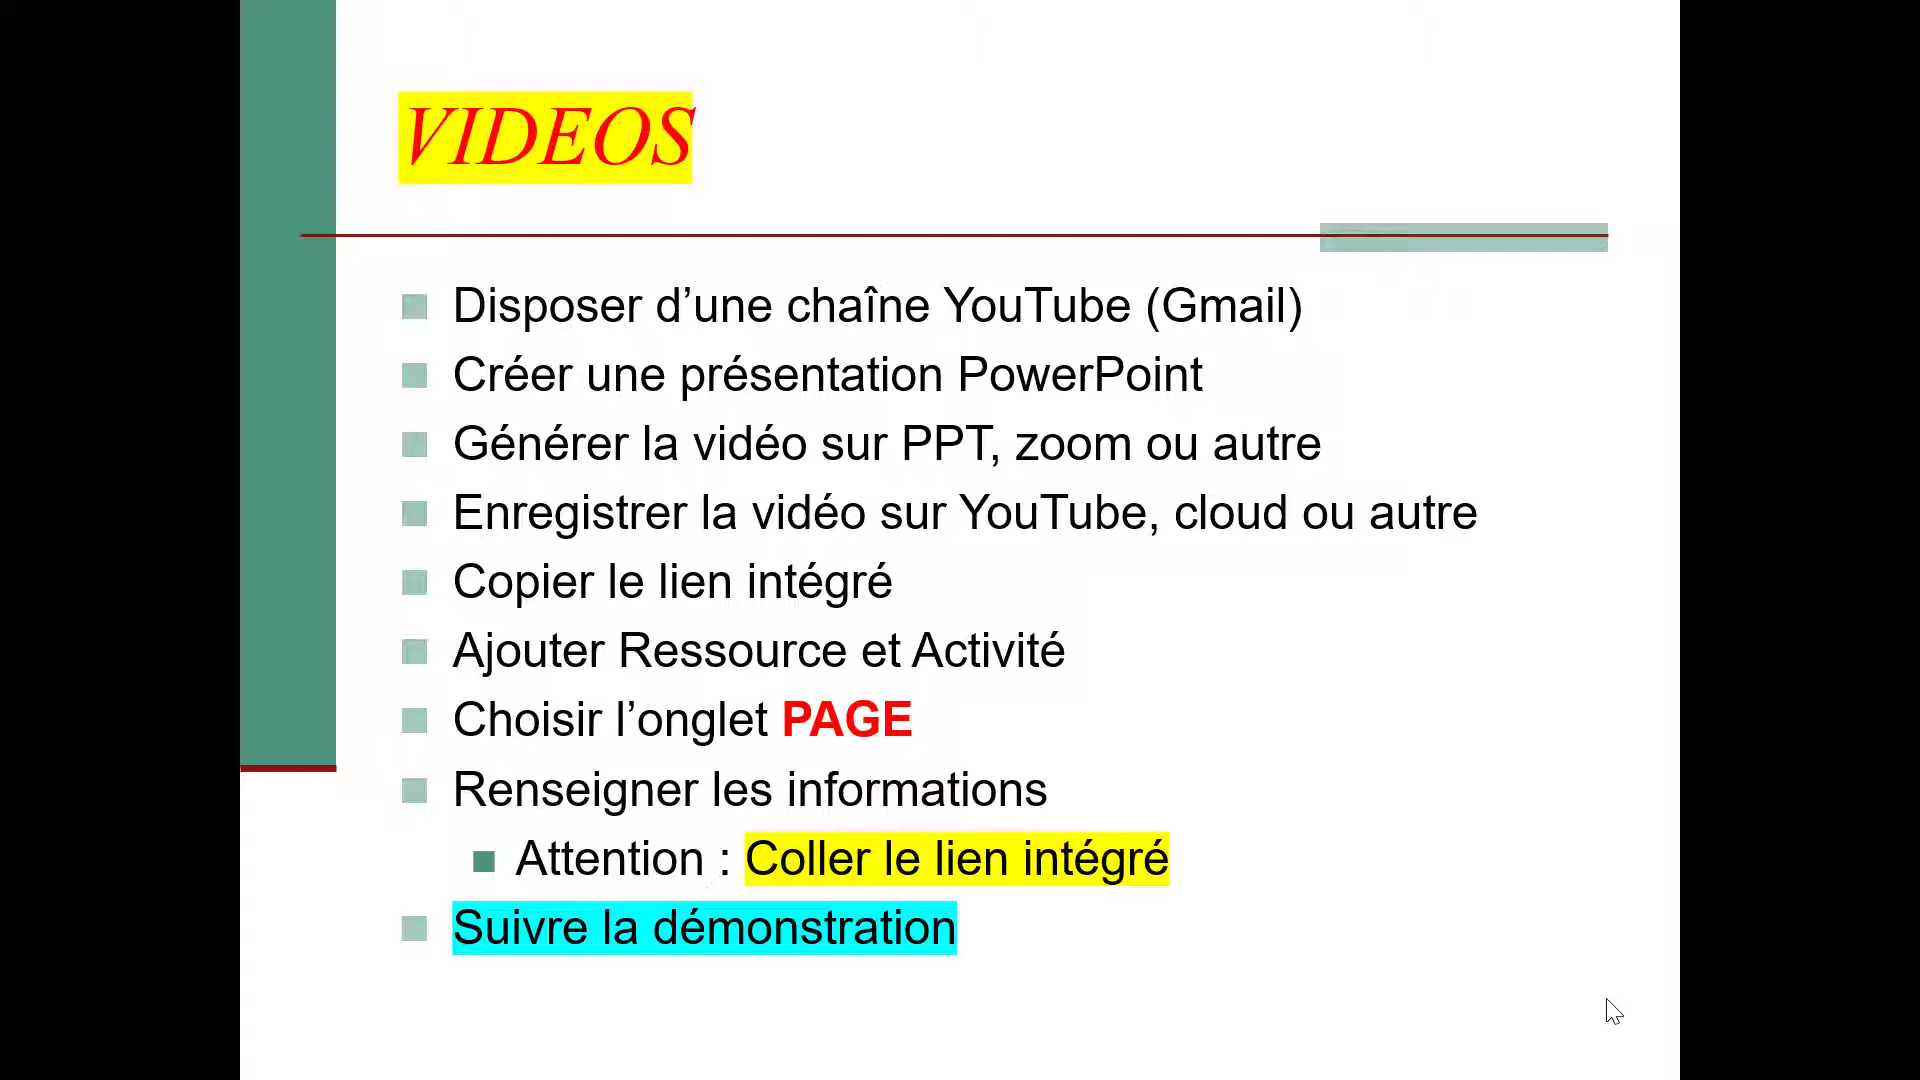 VIDEOS
Disposer d’une chaîne YouTube (Gmail)
Créer une présentation PowerPoint
Générer la vidéo sur PPT, zoom ou autre
Enregistrer la vidéo sur YouTube, cloud ou autre
Copier le lien intégré
Ajouter Ressource et Activité
Choisir l’onglet PAGE
Renseigner les informations
Attention : Coller le lien intégré
Suivre la démonstration